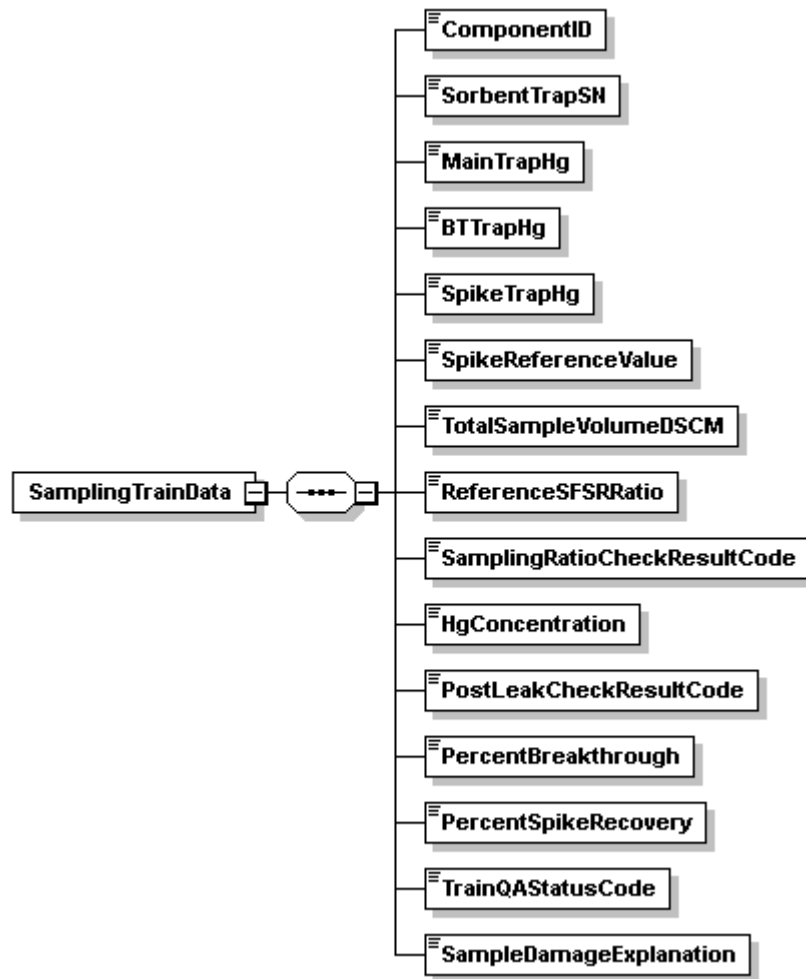 ComponentID
SorbentTrapSN
MainTrapHg
BTTrapHg
SpikeTrapHg
SpikeReferenceValue
TotalSampleVolumeDSCM
SamplingTrainData
ReferenceSFSRRatio
SamplingRatioCheckResultCode
HgConcentration
PostLeakCheckResultCode
PercentBreakthrough
PercentSpikeRecovery
TrainQAStatusCode
SampleDamageExplanation